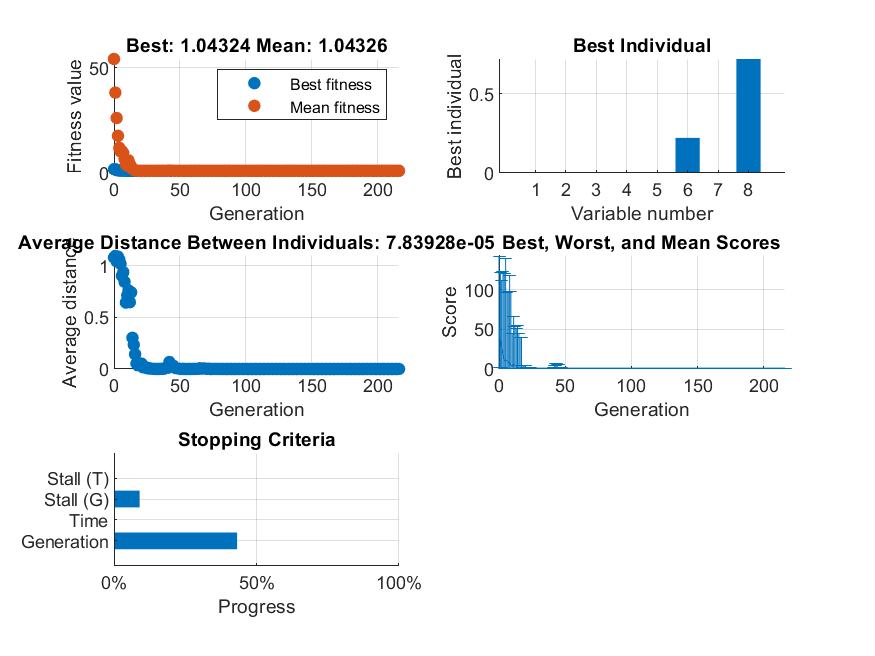 Best: 1.04324 Mean: 1.04326
Fitness value
50
0
Best fitness
Mean fitness
0 50 100 150 200
Generation
Best Individual
Best individual
0.5
0
1 2 3 4 5 6 7 8
Variable number
Average Distance Between Individuals: 7.83928e-05
Average distance
1
0.5
0
0 50 100 150 200
Generation
Best, Worst, and Mean Scores
Score
100
50
0
0 50 100 150 200
Generation
Stopping Criteria
Stall (T)
Stall (G)
Time
Generation
0% 50% 100%
Progress